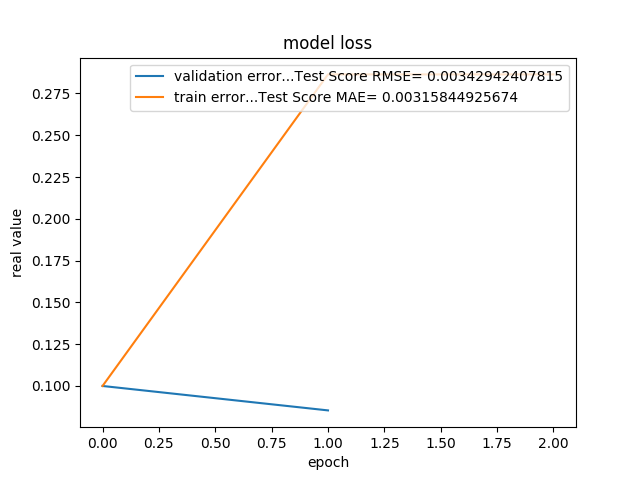 model loss
validation error...Test Score RMSE= 0.00342942407815
train error...Test Score MAE= 0.00315844925674
0.275
0.250
0.225
0.200
0.175
0.150
0.125
0.100
real value
0.00 0.25 0.50 0.75 1.00 1.25 1.50 1.75 2.00
epoch